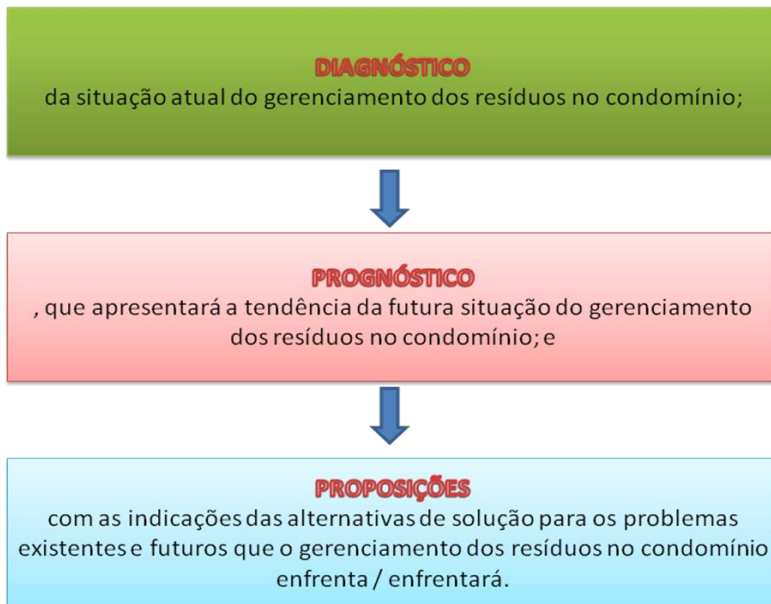 DIAGNÓSTICO
da situação atual do gerenciamento dos resíduos no condomínio;
PROGNÓSTICO
, que apresentará a tendência da futura situação do gerenciamento
dos resíduos no condomínio; e
PROPOSIÇÕES
com as indicações das alternativas de solução para os problemas
existentes e futuros que o gerenciamento dos resíduos no condomínio
enfrenta / enfrentará.